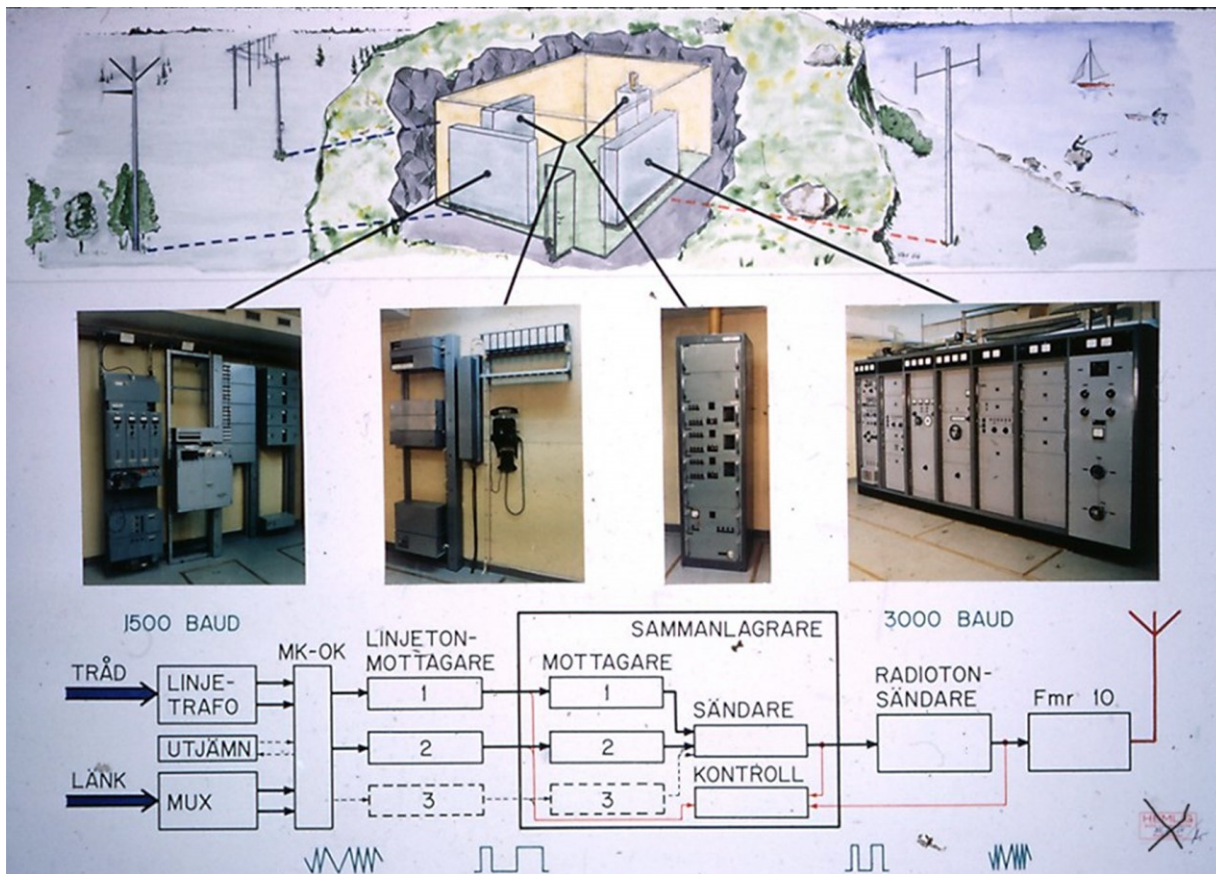 1500 BAUD
3000 BAUD
TRÅD
LINJE-
TRAFO
UTJÄMN
LÄNK
MUX
MK-OK
LINJETON-
MOTTAGARE
1
2
3
SAMMANLAGRARE
MOTTAGARE
1
2
3
SÄNDARE
KONTROLL
RADIOTON-
SÄNDARE
Fmr 10
HEMLIG